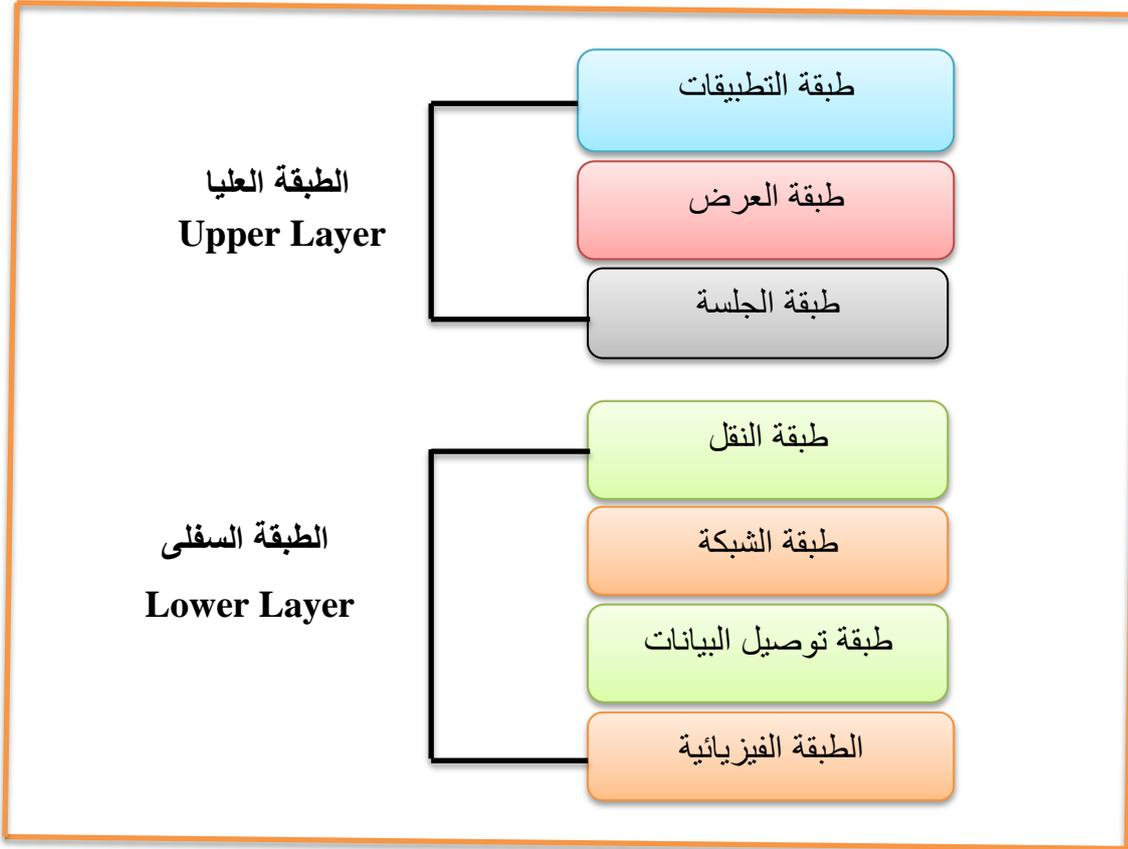 طبقة التطبيقات
طبقة العرض
طبقة الجلسة
الطبقة العليا
Upper Layer
طبقة النقل
طبقة الشبكة
طبقة توصيل البيانات
الطبقة الفيزيائية
الطبقة السفلى
Lower Layer